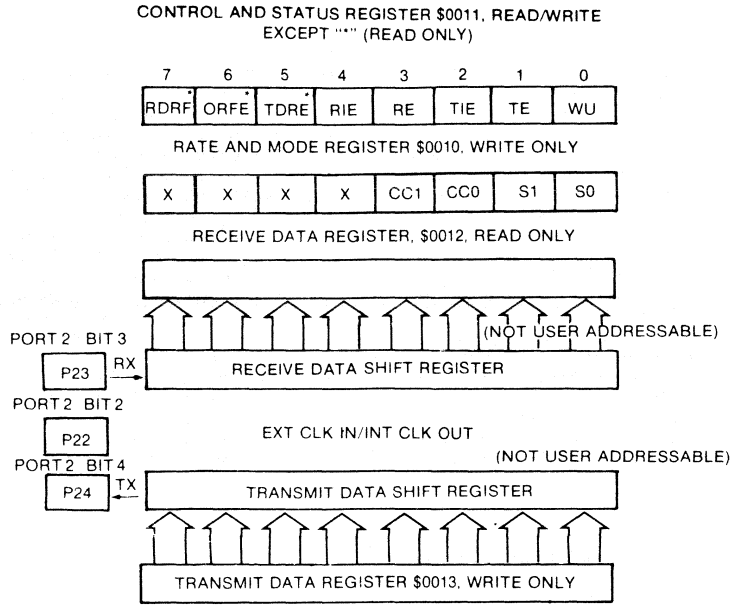 CONTROL AND STATUS REGISTER $0011, READ/WRITE
EXCEPT "*" (READ ONLY)
7 6 5 4 3 2 1 0
RDRF* ORFE* TDRE* RIE RE TIE TE WU
RATE AND MODE REGISTER $0010, WRITE ONLY
X X X X CC1 CC0 S1 S0
RECEIVE DATA REGISTER, $0012, READ ONLY
(NOT USER ADDRESSABLE)
PORT 2 BIT 3
P23 RX RECEIVE DATA SHIFT REGISTER
PORT 2 BIT 2
P22 EXT CLK IN/INT CLK OUT
(NOT USER ADDRESSABLE)
PORT 2 BIT 4
P24 TX TRANSMIT DATA SHIFT REGISTER
TRANSMIT DATA REGISTER $0013, WRITE ONLY